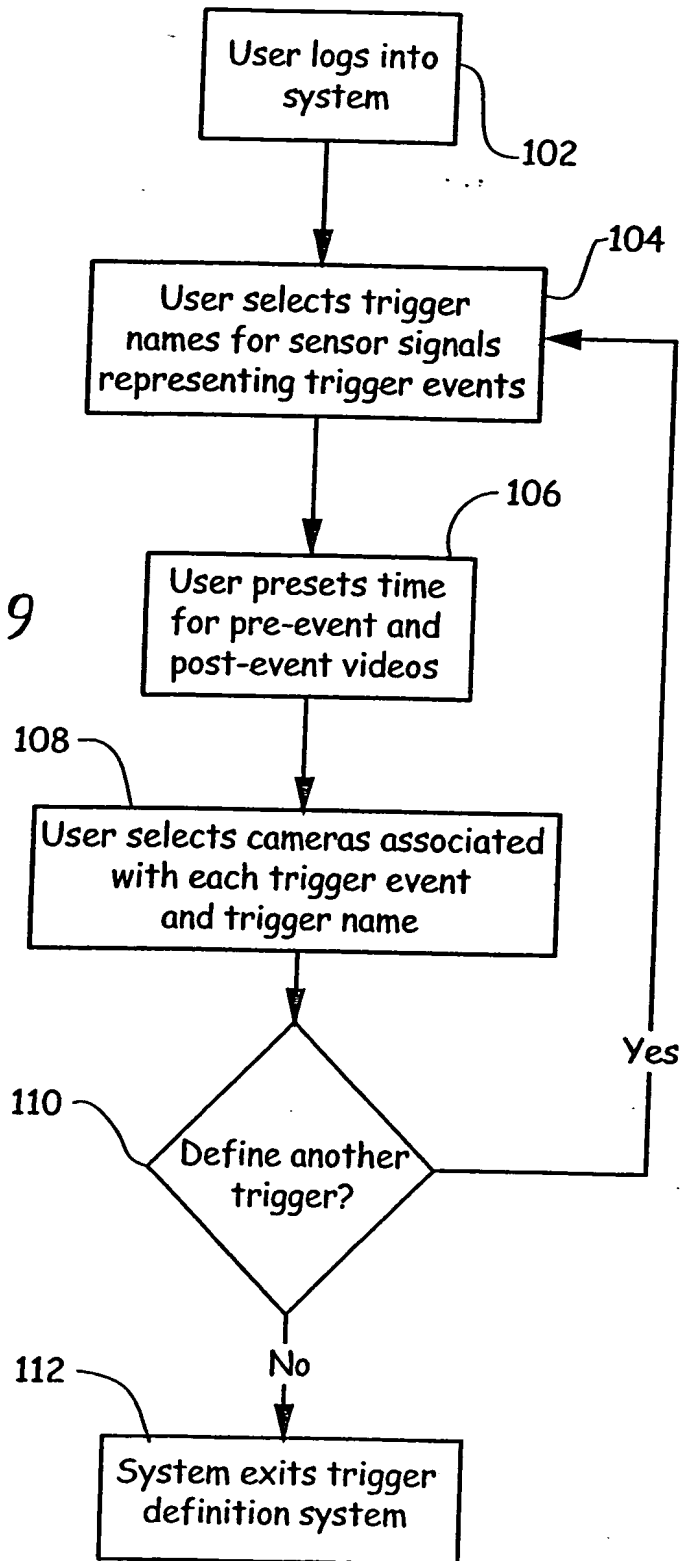 User logs into
system
102
104
User selects trigger
names for sensor signals
representing trigger events
106
User presets time
for pre-event and
post-event videos
9
108
User selects cameras associated
with each trigger event
and trigger name
Yes
110
Define another
trigger?
No
112
System exits trigger
definition system